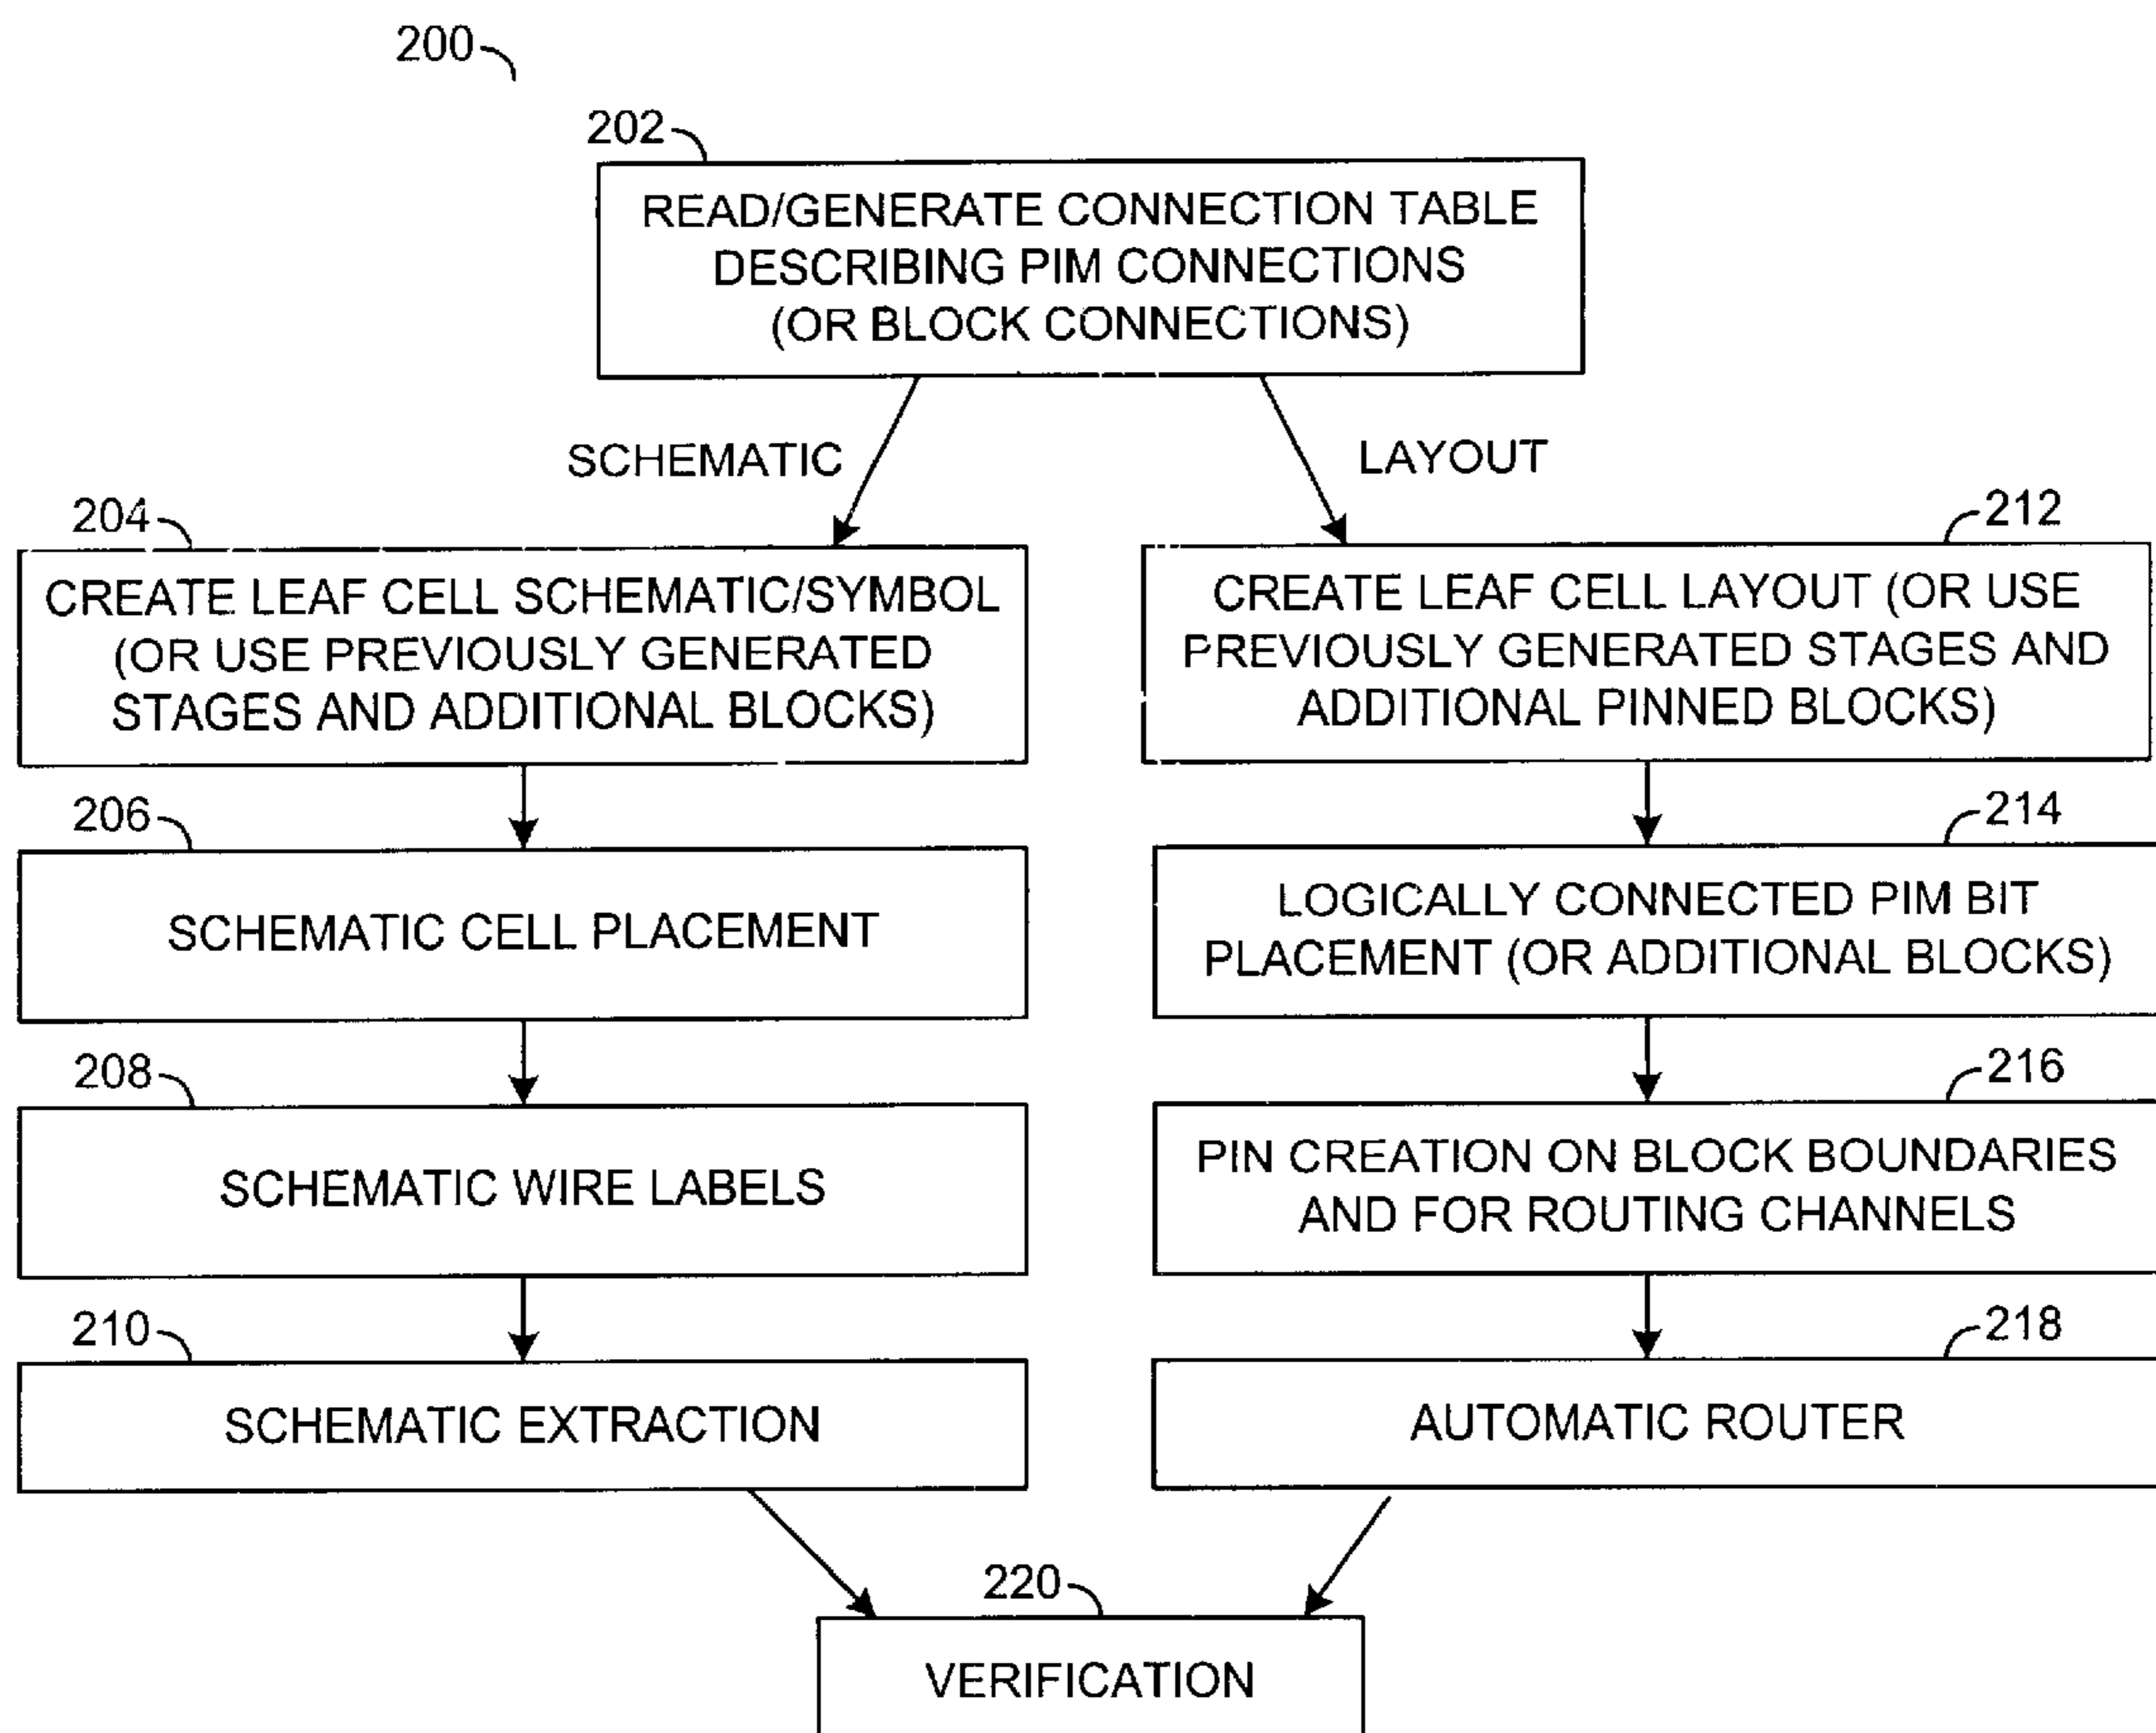 200
202
READ/GENERATE CONNECTION TABLE
DESCRIBING PIM CONNECTIONS
(OR BLOCK CONNECTIONS)
SCHEMATIC
LAYOUT
204
CREATE LEAF CELL SCHEMATIC/SYMBOL
(OR USE PREVIOUSLY GENERATED
STAGES AND ADDITIONAL BLOCKS)
212
CREATE LEAF CELL LAYOUT (OR USE
PREVIOUSLY GENERATED STAGES AND
ADDITIONAL PINNED BLOCKS)
206
SCHEMATIC CELL PLACEMENT
214
LOGICALLY CONNECTED PIM BIT
PLACEMENT (OR ADDITIONAL BLOCKS)
208
SCHEMATIC WIRE LABELS
216
PIN CREATION ON BLOCK BOUNDARIES
AND FOR ROUTING CHANNELS
210
SCHEMATIC EXTRACTION
218
AUTOMATIC ROUTER
220
VERIFICATION